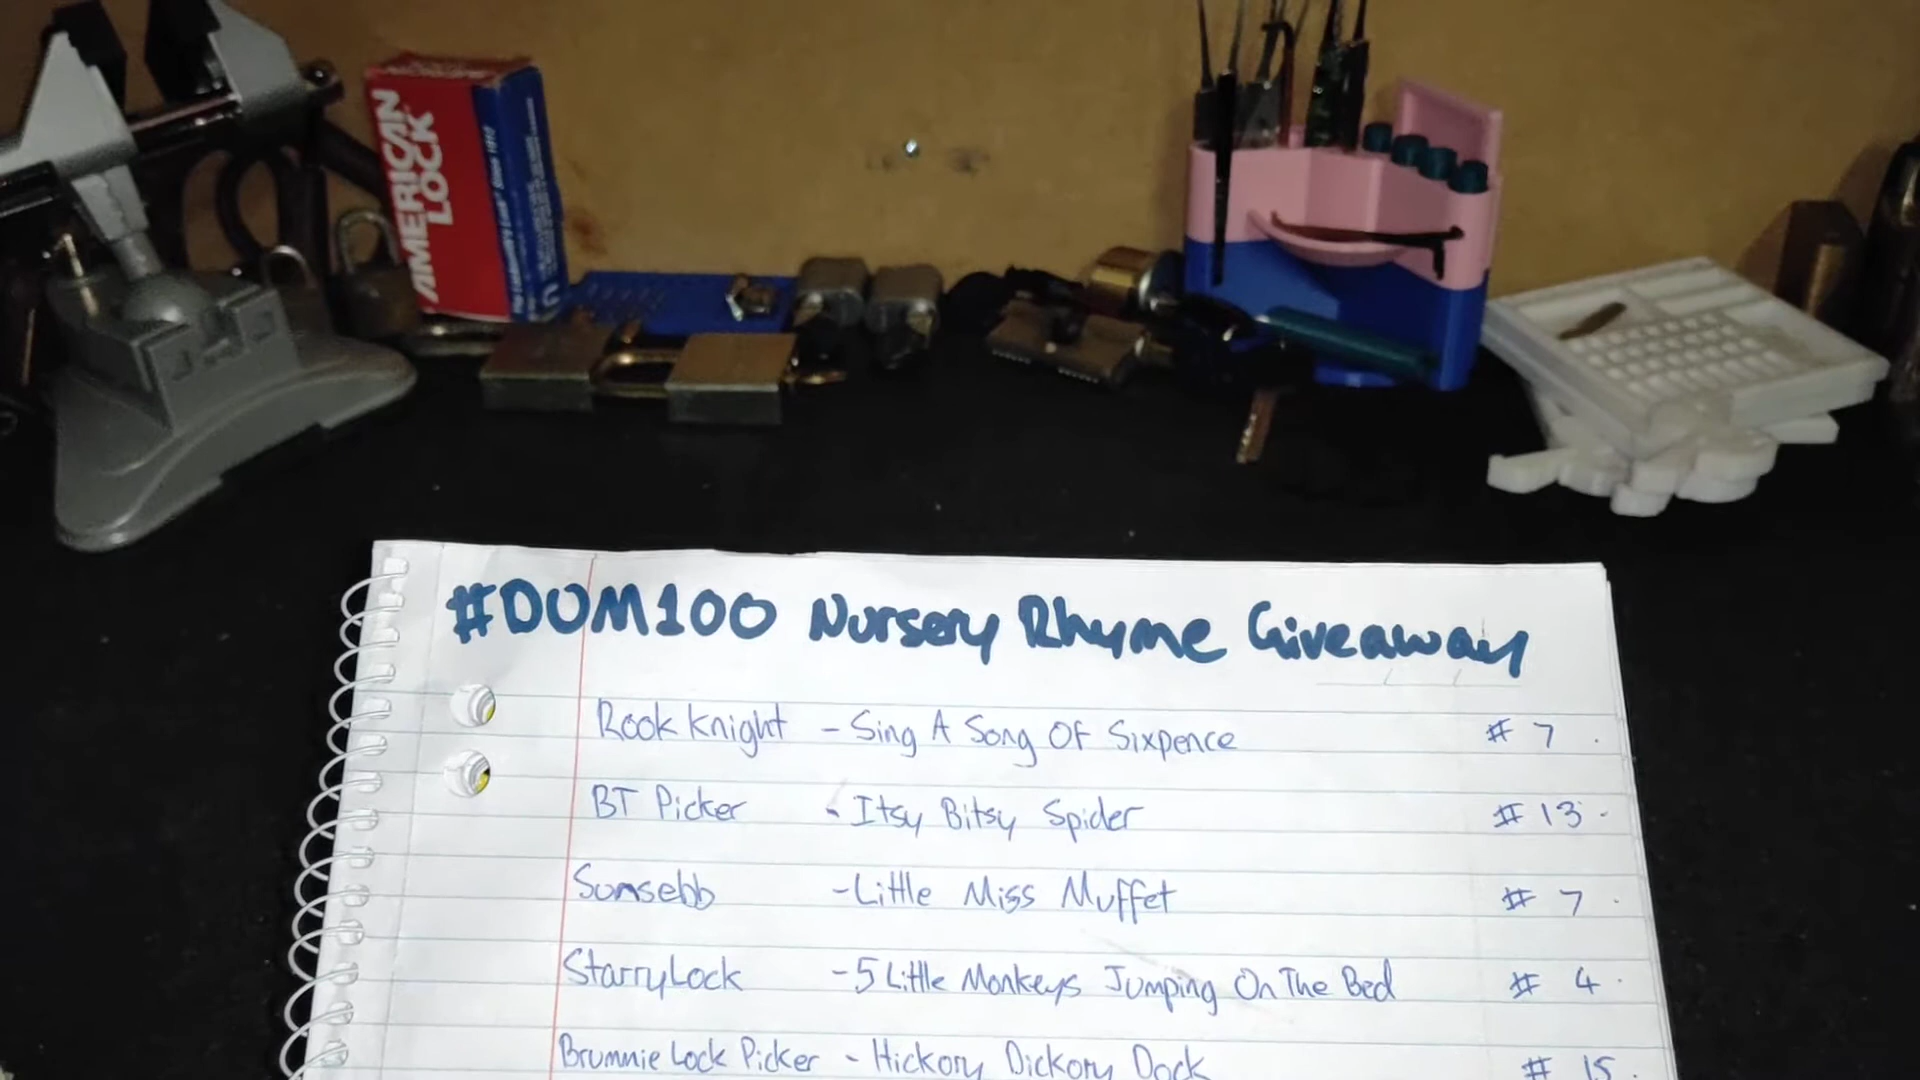 AMERICAN
LOCK
#DOM100 Nursery Rhyme Giveaway
Rook Knight - Sing A Song Of Sixpence # 7
BT Picker - Itsy Bitsy Spider # 13
Somsebb - Little Miss Muffet # 7
StarryLock - 5 Little Monkeys Jumping On The Bed # 4
Brummie Lock Picker - Hickory Dickory Dock # 15